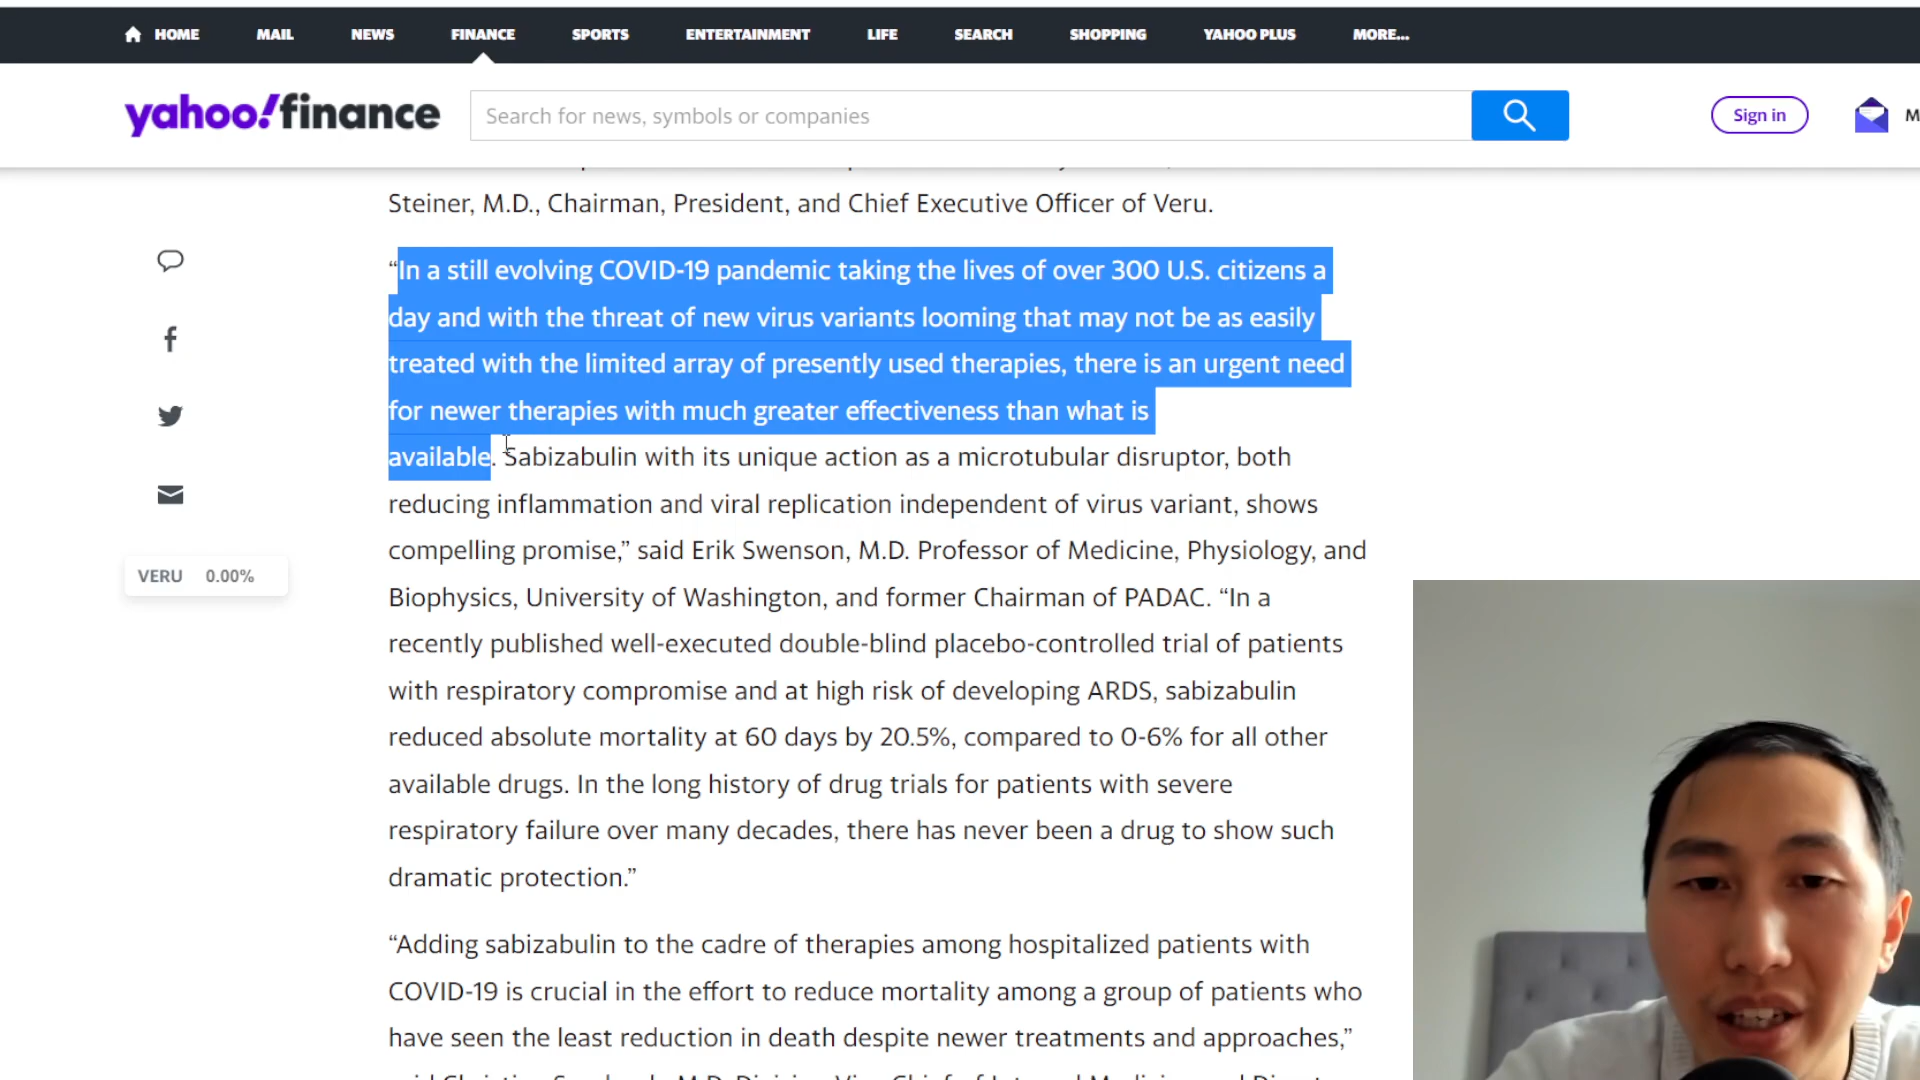 HOME MAIL NEWS FINANCE SPORTS ENTERTAINMENT LIFE SEARCH SHOPPING YAHOO PLUS MORE...
yahoo!finance Search for news, symbols or companies Sign in M
Steiner, M.D., Chairman, President, and Chief Executive Officer of Veru.
“In a still evolving COVID-19 pandemic taking the lives of over 300 U.S. citizens a
day and with the threat of new virus variants looming that may not be as easily
treated with the limited array of presently used therapies, there is an urgent need
for newer therapies with much greater effectiveness than what is
available. Sabizabulin with its unique action as a microtubular disruptor, both
reducing inflammation and viral replication independent of virus variant, shows
compelling promise,” said Erik Swenson, M.D. Professor of Medicine, Physiology, and
VERU 0.00%
Biophysics, University of Washington, and former Chairman of PADAC. “In a
recently published well-executed double-blind placebo-controlled trial of patients
with respiratory compromise and at high risk of developing ARDS, sabizabulin
reduced absolute mortality at 60 days by 20.5%, compared to 0-6% for all other
available drugs. In the long history of drug trials for patients with severe
respiratory failure over many decades, there has never been a drug to show such
dramatic protection.”
“Adding sabizabulin to the cadre of therapies among hospitalized patients with
COVID-19 is crucial in the effort to reduce mortality among a group of patients who
have seen the least reduction in death despite newer treatments and approaches,”